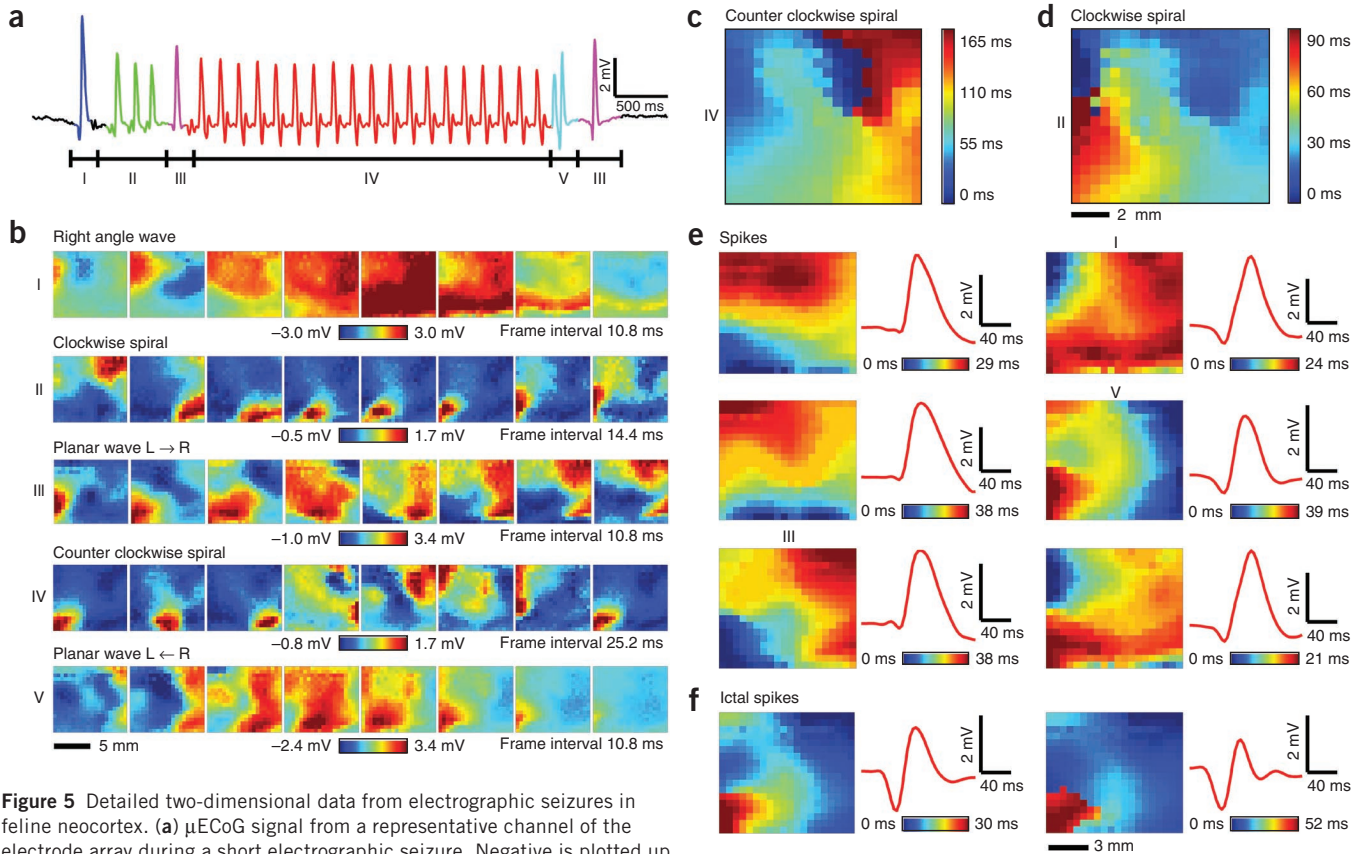 a
2 mV
500 ms
I II III IV V III
b
Right angle wave
I
–3.0 mV 3.0 mV Frame interval 10.8 ms
Clockwise spiral
II
–0.5 mV 1.7 mV Frame interval 14.4 ms
Planar wave L → R
III
–1.0 mV 3.4 mV Frame interval 10.8 ms
Counter clockwise spiral
IV
–0.8 mV 1.7 mV Frame interval 25.2 ms
Planar wave L ← R
V
5 mm –2.4 mV 3.4 mV Frame interval 10.8 ms
c Counter clockwise spiral
IV
165 ms
110 ms
55 ms
0 ms
d Clockwise spiral
II
90 ms
60 ms
30 ms
0 ms
2 mm
e Spikes
2 mV
40 ms
0 ms 29 ms
I
2 mV
40 ms
0 ms 24 ms
2 mV
40 ms
0 ms 38 ms
V
2 mV
40 ms
0 ms 39 ms
III
2 mV
40 ms
0 ms 38 ms
2 mV
40 ms
0 ms 21 ms
f Ictal spikes
2 mV
40 ms
0 ms 30 ms
2 mV
40 ms
0 ms 52 ms
3 mm
Figure 5 Detailed two-dimensional data from electrographic seizures in
feline neocortex. (a) µECoG signal from a representative channel of the
electrode array during a short electrographic seizure. Negative is plotted up